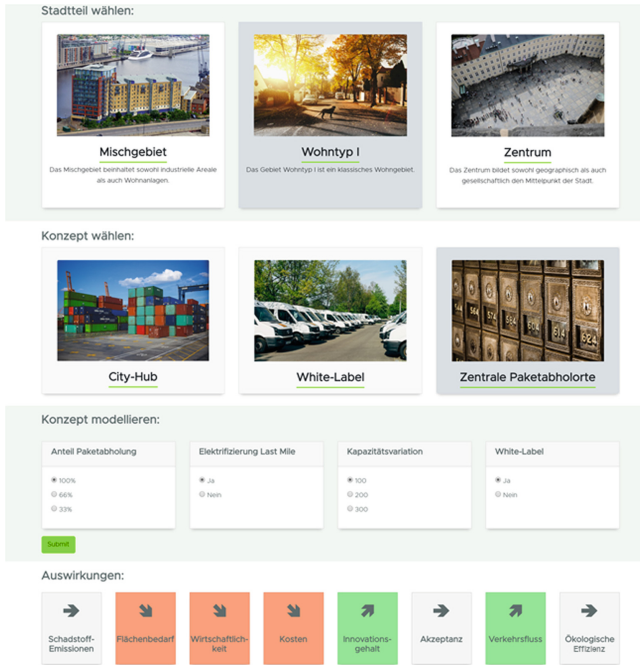 Stadtteil wählen:
Mischgebiet
Das Mischgebiet beinhaltet sowohl industrielle Areale
als auch Wohnanlagen.
Wohntyp I
Das Gebiet Wohntyp I ist ein klassisches Wohngebiet.
Zentrum
Das Zentrum bildet sowohl geographisch als auch
gesellschaftlich den Mittelpunkt der Stadt.
Konzept wählen:
City-Hub
White-Label
Zentrale Paketabholorte
Konzept modellieren:
Anteil Paketabholung
100%
66%
33%
Elektrifizierung Last Mile
Ja
Nein
Kapazitätsvariation
100
200
300
White-Label
Ja
Nein
Submit
Auswirkungen:
Schadstoff-
Emissionen
Flächenbedarf
Wirtschaftlich-
keit
Kosten
Innovations-
gehalt
Akzeptanz
Verkehrsfluss
Ökologische
Effizienz